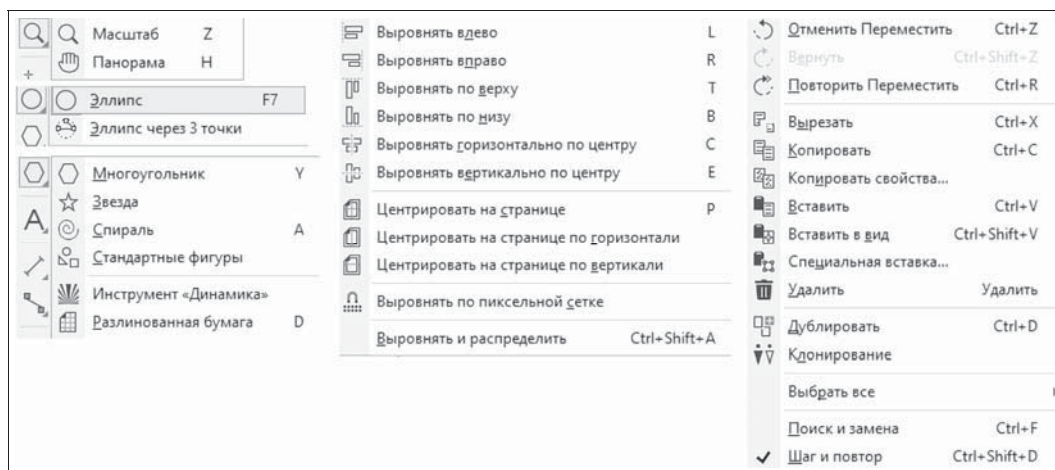 Масштаб Z
Панорама H
Эллипс F7
Эллипс через 3 точки
Многоугольник Y
Звезда
Спираль A
Стандартные фигуры
Инструмент «Динамика»
Разлинованная бумага D
Выровнять влево L
Выровнять вправо R
Выровнять по верху T
Выровнять по низу B
Выровнять горизонтально по центру C
Выровнять вертикально по центру E
Центрировать на странице P
Центрировать на странице по горизонтали
Центрировать на странице по вертикали
Выровнять по пиксельной сетке
Выровнять и распределить Ctrl+Shift+A
Отменить Переместить Ctrl+Z
Вернуть Ctrl+Shift+Z
Повторить Переместить Ctrl+R
Вырезать Ctrl+X
Копировать Ctrl+C
Копировать свойства...
Вставить Ctrl+V
Вставить в вид Ctrl+Shift+V
Специальная вставка...
Удалить Удалить
Дублировать Ctrl+D
Клонирование
Выбрать все
Поиск и замена Ctrl+F
Шаг и повтор Ctrl+Shift+D